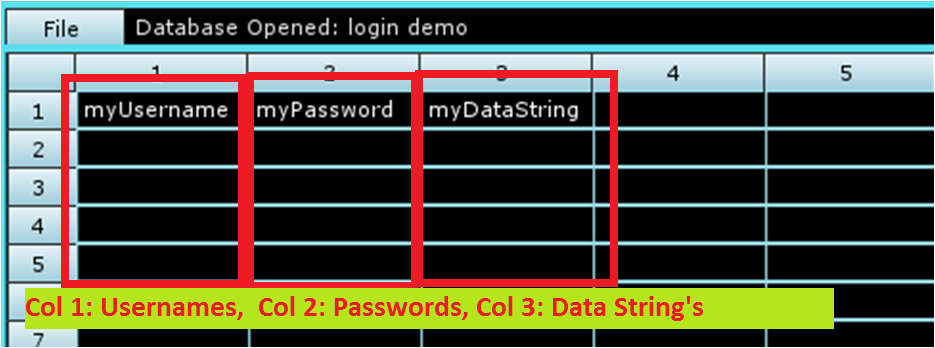 File Database Opened: login demo
1 2 3 4 5
1 myUsername myPassword myDataString
2
3
4
5
Col 1: Usernames, Col 2: Passwords, Col 3: Data String's
7